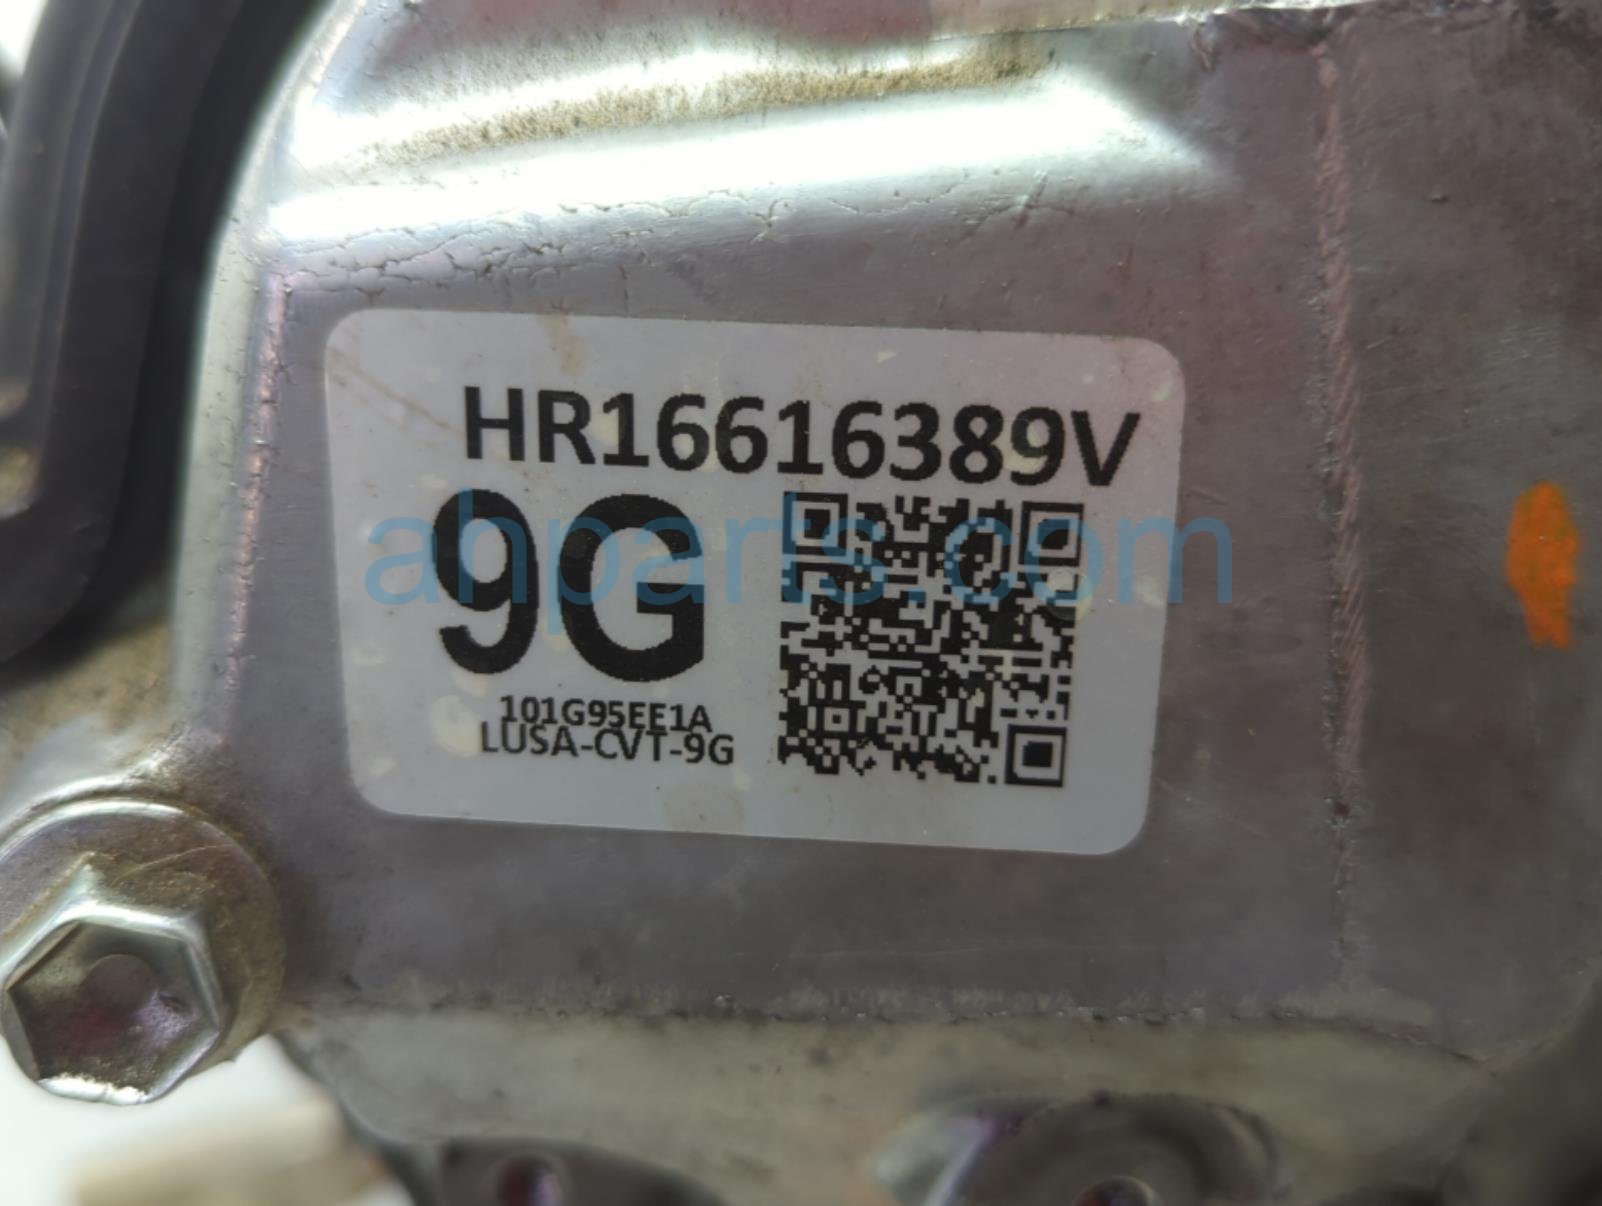 HR16616389V
9G
101G95EE1A
LUSA-CVT-9G
ahparts.com